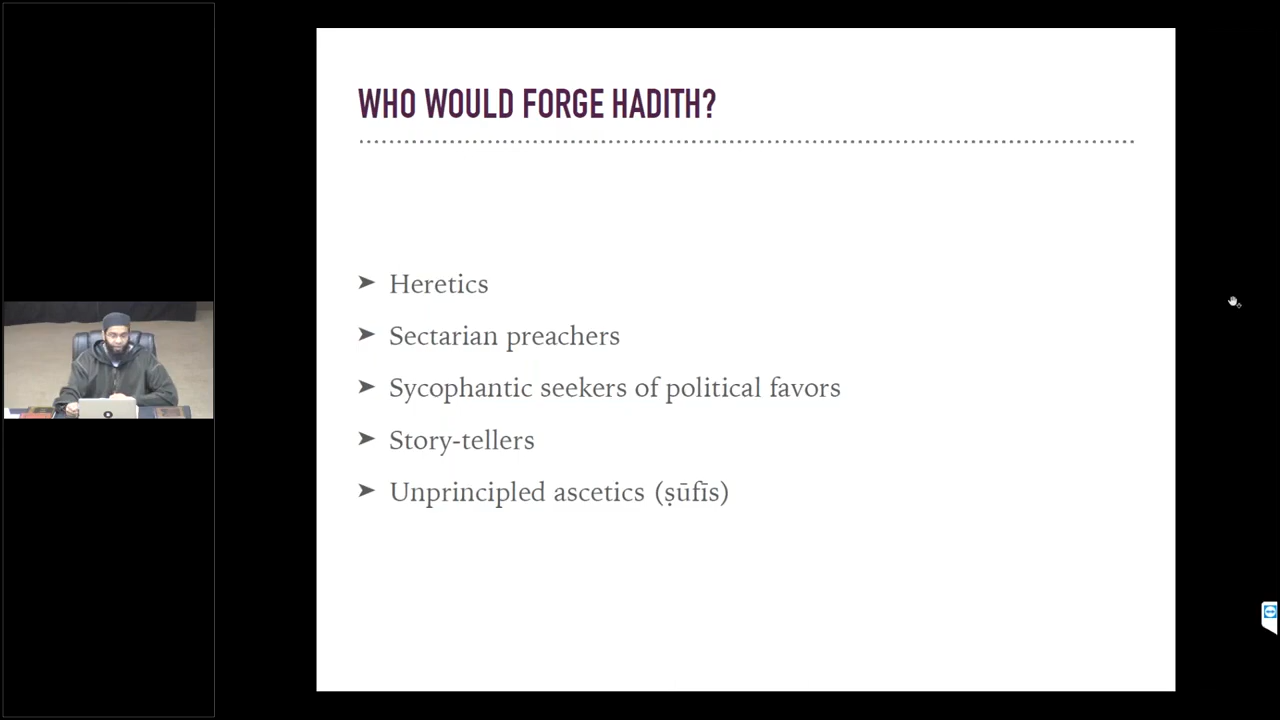 WHO WOULD FORGE HADITH?
➤ Heretics
➤ Sectarian preachers
➤ Sycophantic seekers of political favors
➤ Story-tellers
➤ Unprincipled ascetics (ṣūfīs)